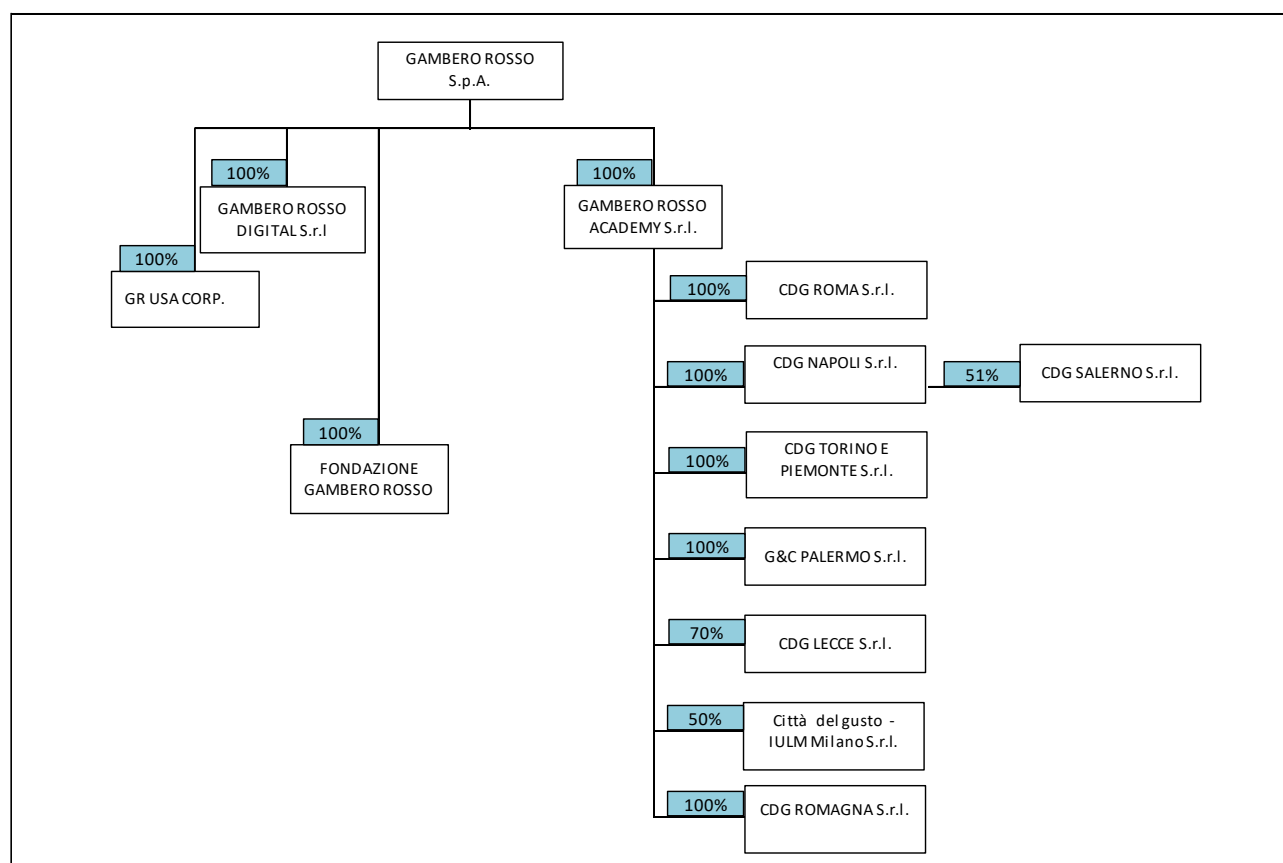 GAMBERO ROSSO
S.p.A.
100%
GAMBERO ROSSO
DIGITAL S.r.l
100%
GAMBERO ROSSO
ACADEMY S.r.l.
100%
GR USA CORP.
100%
CDG ROMA S.r.l.
100%
CDG NAPOLI S.r.l.
51%
CDG SALERNO S.r.l.
100%
FONDAZIONE
GAMBERO ROSSO
100%
CDG TORINO E
PIEMONTE S.r.l.
100%
G&C PALERMO S.r.l.
70%
CDG LECCE S.r.l.
50%
Città del gusto -
IULM Milano S.r.l.
100%
CDG ROMAGNA S.r.l.